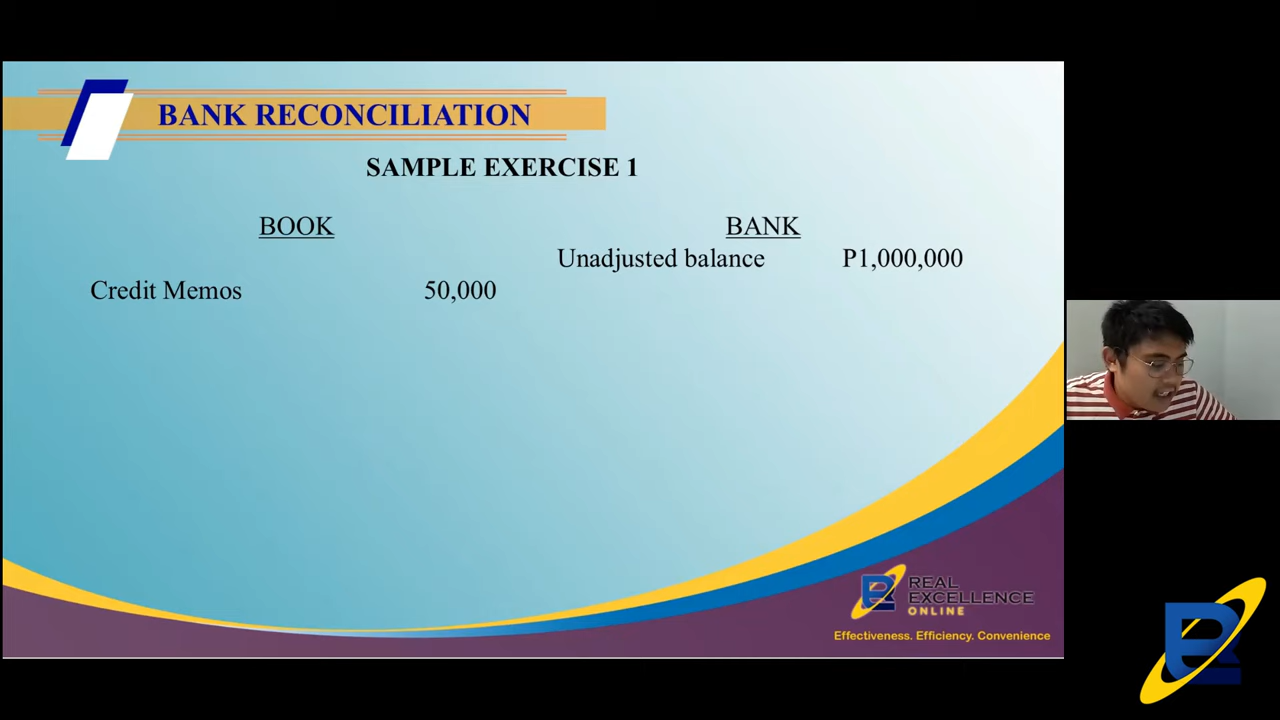 BANK RECONCILIATION
SAMPLE EXERCISE 1
BOOK BANK
Unadjusted balance P1,000,000
Credit Memos 50,000
REAL
EXCELLENCE
ONLINE
Effectiveness. Efficiency. Convenience